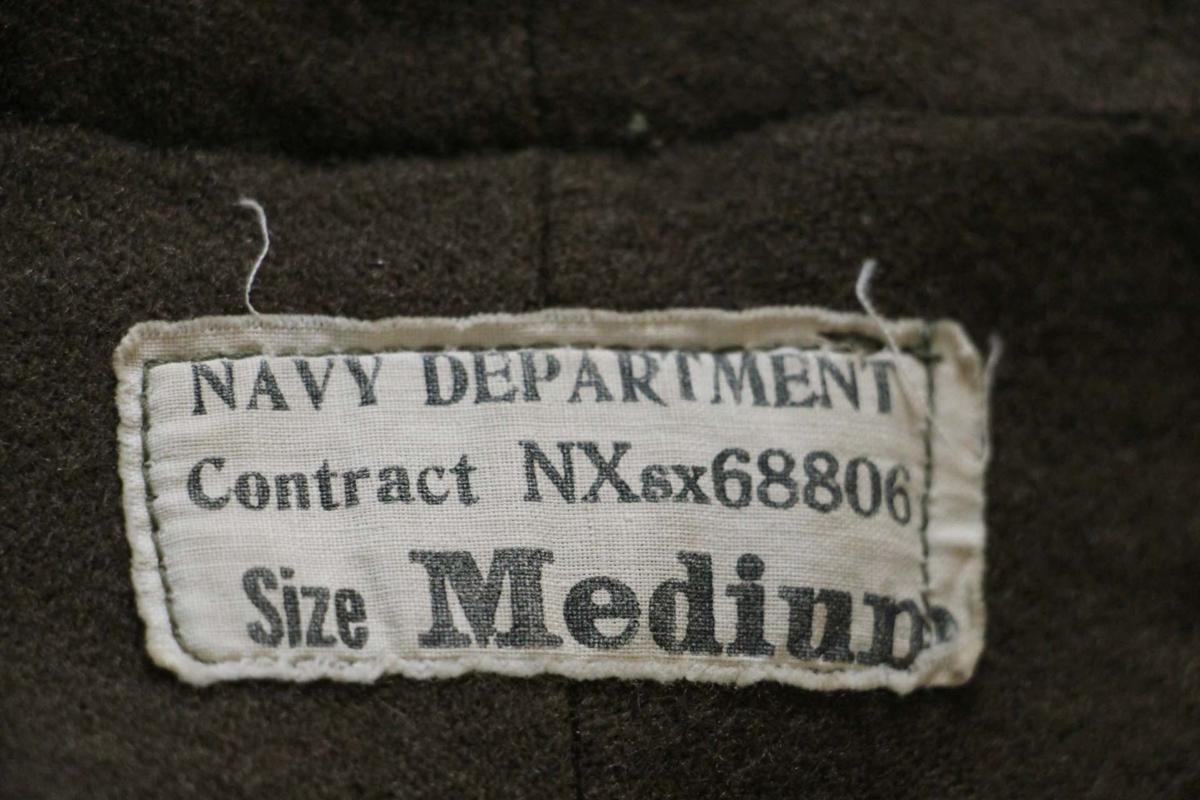 NAVY DEPARTMENT
Contract NXsx68806
Size Medium